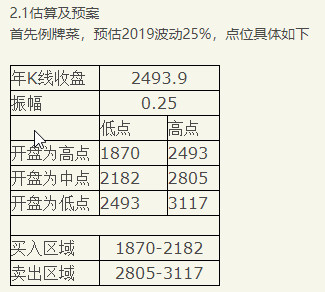 2.1估算及预案
首先例牌菜，预估2019波动25%，点位具体如下
年K线收盘 2493.9
振幅 0.25
低点 高点
开盘为高点 1870 2493
开盘为中点 2182 2805
开盘为低点 2493 3117
买入区域 1870-2182
卖出区域 2805-3117